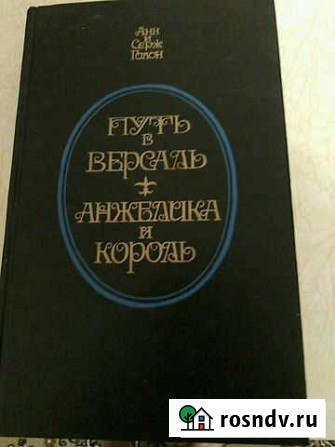 Анн
и
Серж
Голон
ПУТЬ
В
ВЕРСАЛЬ
АНЖЕЛИКА
И
КОРОЛЬ
rosndv.ru